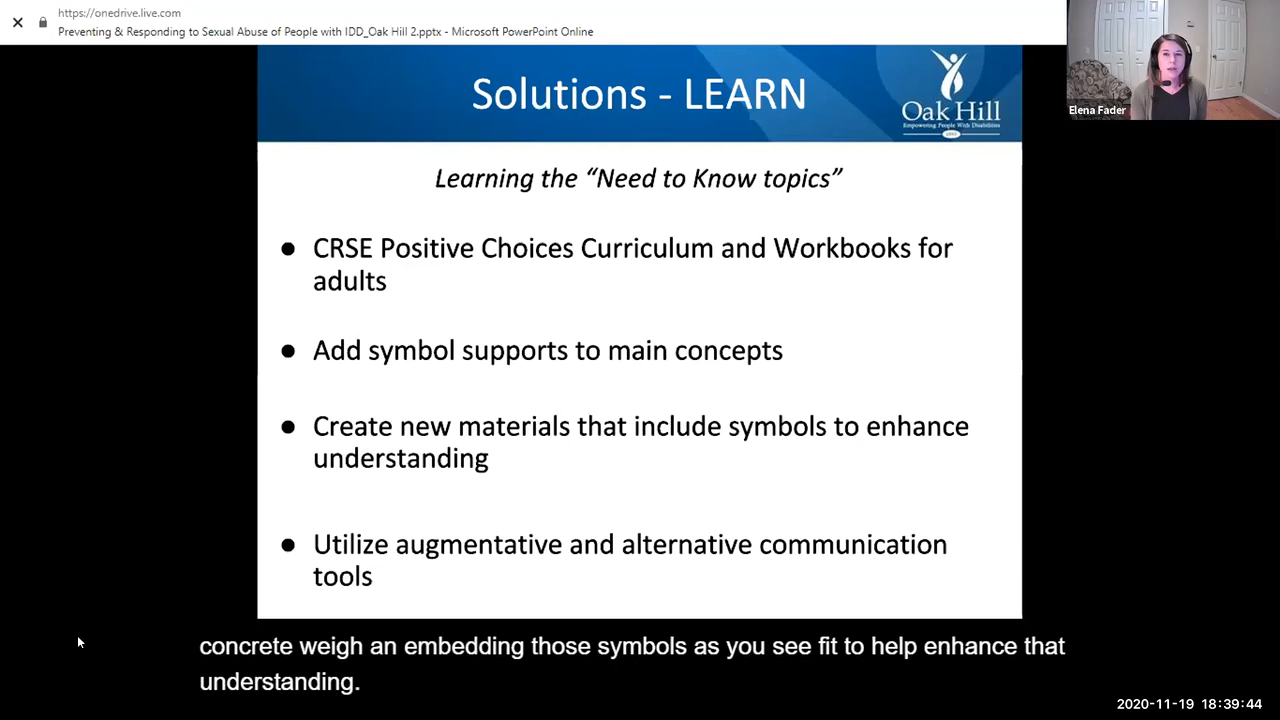 https://onedrive.live.com
Preventing & Responding to Sexual Abuse of People with IDD_Oak Hill 2.pptx - Microsoft PowerPoint Online
Elena Fader
Solutions - LEARN
Oak Hill
Empowering People With Disabilities
Learning the “Need to Know topics”
● CRSE Positive Choices Curriculum and Workbooks for
adults
● Add symbol supports to main concepts
● Create new materials that include symbols to enhance
understanding
● Utilize augmentative and alternative communication
tools
concrete weigh an embedding those symbols as you see fit to help enhance that
understanding.
2020-11-19 18:39:44